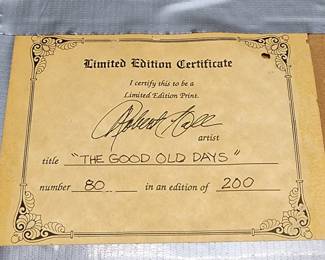 Limited Edition Certificate
I certify this to be a
Limited Edition Print.
artist
title "THE GOOD OLD DAYS"
number 80 in an edition of 200